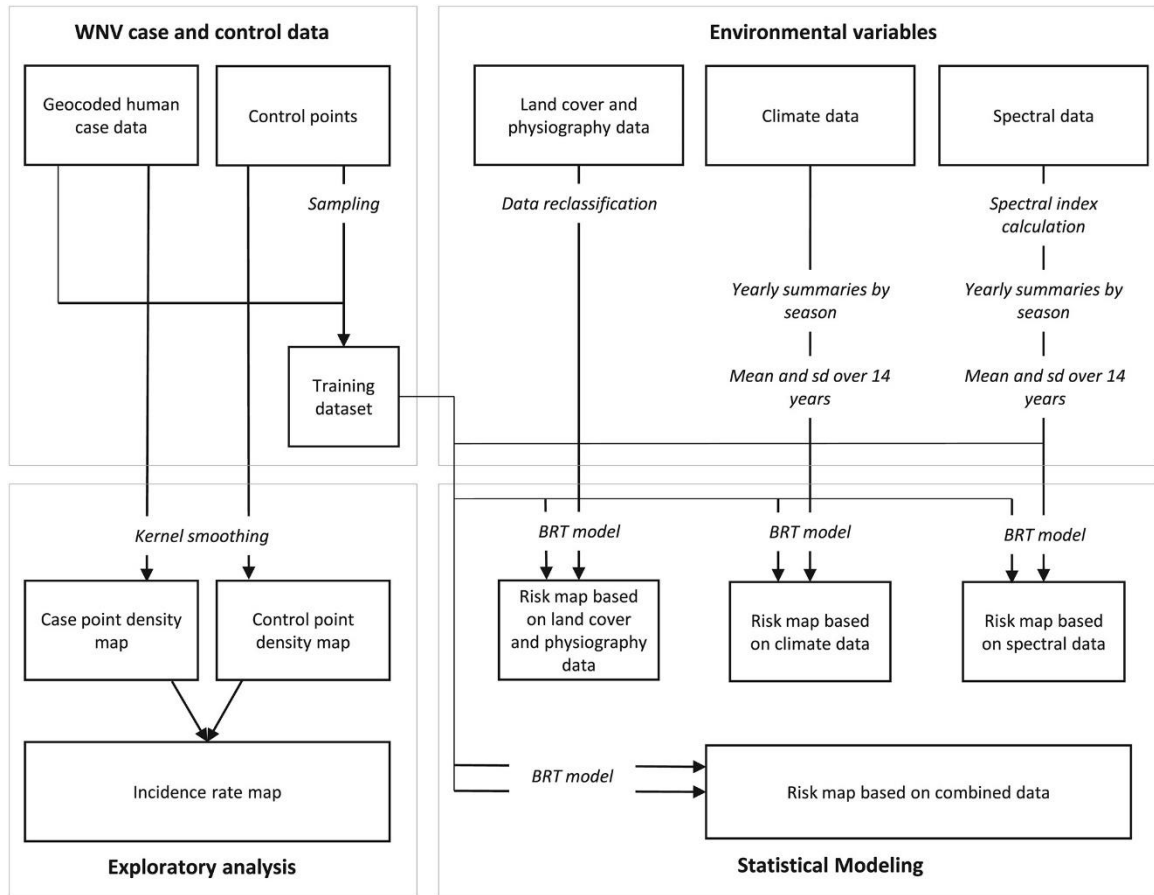 WNV case and control data
Geocoded human
case data
Control points
Sampling
Training
dataset
Environmental variables
Land cover and
physiography data
Climate data
Spectral data
Data reclassification
Spectral index
calculation
Yearly summaries by
season
Yearly summaries by
season
Mean and sd over 14
years
Mean and sd over 14
years
Kernel smoothing
Case point density
map
Control point
density map
Incidence rate map
Exploratory analysis
BRT model
BRT model
BRT model
Risk map based
on land cover
and physiography
data
Risk map based
on climate data
Risk map based
on spectral data
BRT model
Risk map based on combined data
Statistical Modeling